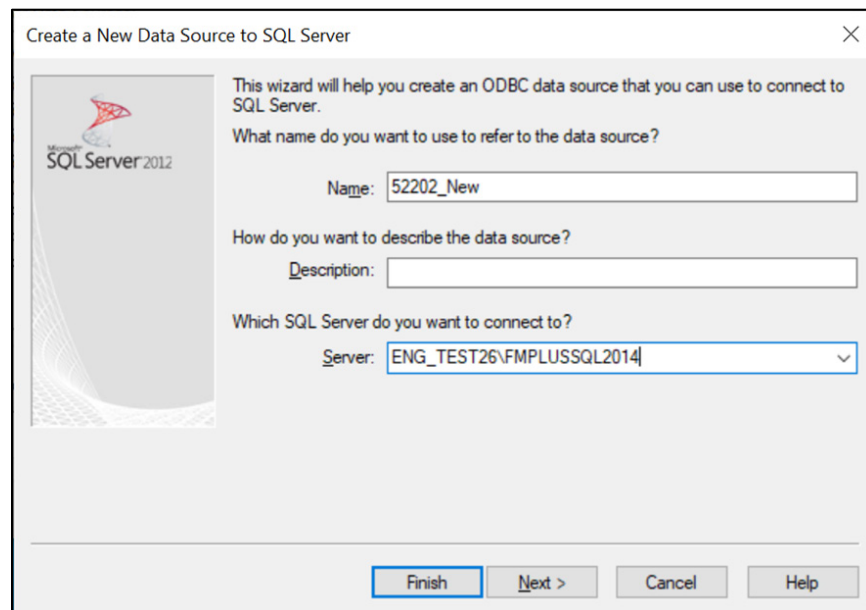 Create a New Data Source to SQL Server
Microsoft
SQL Server 2012
This wizard will help you create an ODBC data source that you can use to connect to
SQL Server.
What name do you want to use to refer to the data source?
Name: 52202_New
How do you want to describe the data source?
Description:
Which SQL Server do you want to connect to?
Server: ENG_TEST26\FMPLUSSQL2014
Finish Next > Cancel Help